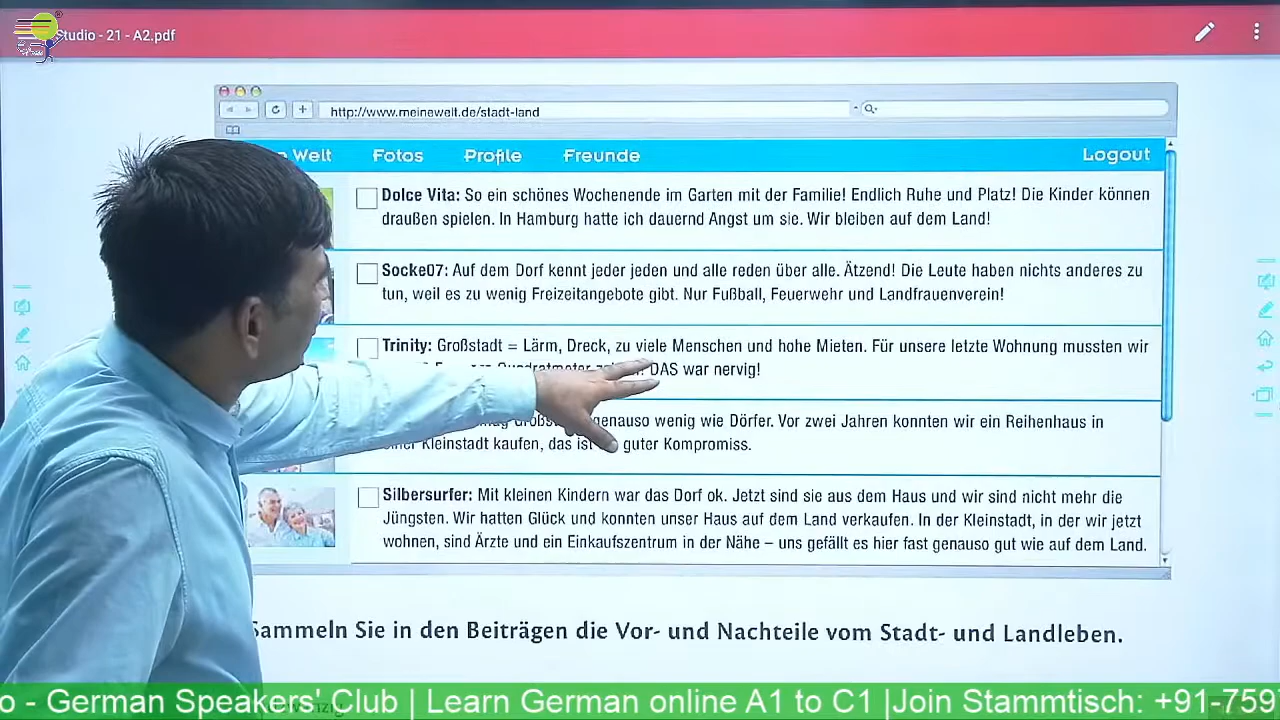 Studio - 21 - A2.pdf
http://www.meinewelt.de/stadt-land
Welt Fotos Profile Freunde Logout
Dolce Vita: So ein schönes Wochenende im Garten mit der Familie! Endlich Ruhe und Platz! Die Kinder können
draußen spielen. In Hamburg hatte ich dauernd Angst um sie. Wir bleiben auf dem Land!
Socke07: Auf dem Dorf kennt jeder jeden und alle reden über alle. Ätzend! Die Leute haben nichts anderes zu
tun, weil es zu wenig Freizeitangebote gibt. Nur Fußball, Feuerwehr und Landfrauenverein!
Trinity: Großstadt = Lärm, Dreck, zu viele Menschen und hohe Mieten. Für unsere letzte Wohnung mussten wir
Quadratmeter DAS war nervig!
genauso wenig wie Dörfer. Vor zwei Jahren konnten wir ein Reihenhaus in
einer Kleinstadt kaufen, das ist guter Kompromiss.
Silbersurfer: Mit kleinen Kindern war das Dorf ok. Jetzt sind sie aus dem Haus und wir sind nicht mehr die
Jüngsten. Wir hatten Glück und konnten unser Haus auf dem Land verkaufen. In der Kleinstadt, in der wir jetzt
wohnen, sind Ärzte und ein Einkaufszentrum in der Nähe – uns gefällt es hier fast genauso gut wie auf dem Land.
Sammeln Sie in den Beiträgen die Vor- und Nachteile vom Stadt- und Landleben.
o - German Speakers' Club | Learn German online A1 to C1 |Join Stammtisch: +91-759